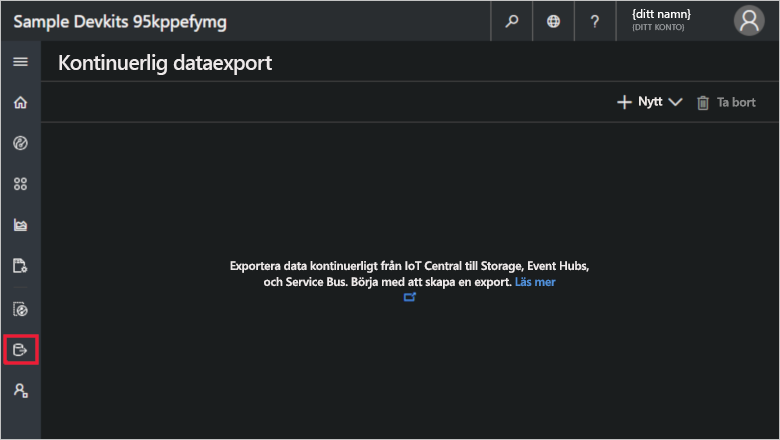 Sample Devkits 95kppefymg
?
{ditt namn}
(DITT KONTO)
Kontinuerlig dataexport
Nytt
Ta bort
Exportera data kontinuerligt från IoT Central till Storage, Event Hubs,
och Service Bus. Börja med att skapa en export. Läs mer